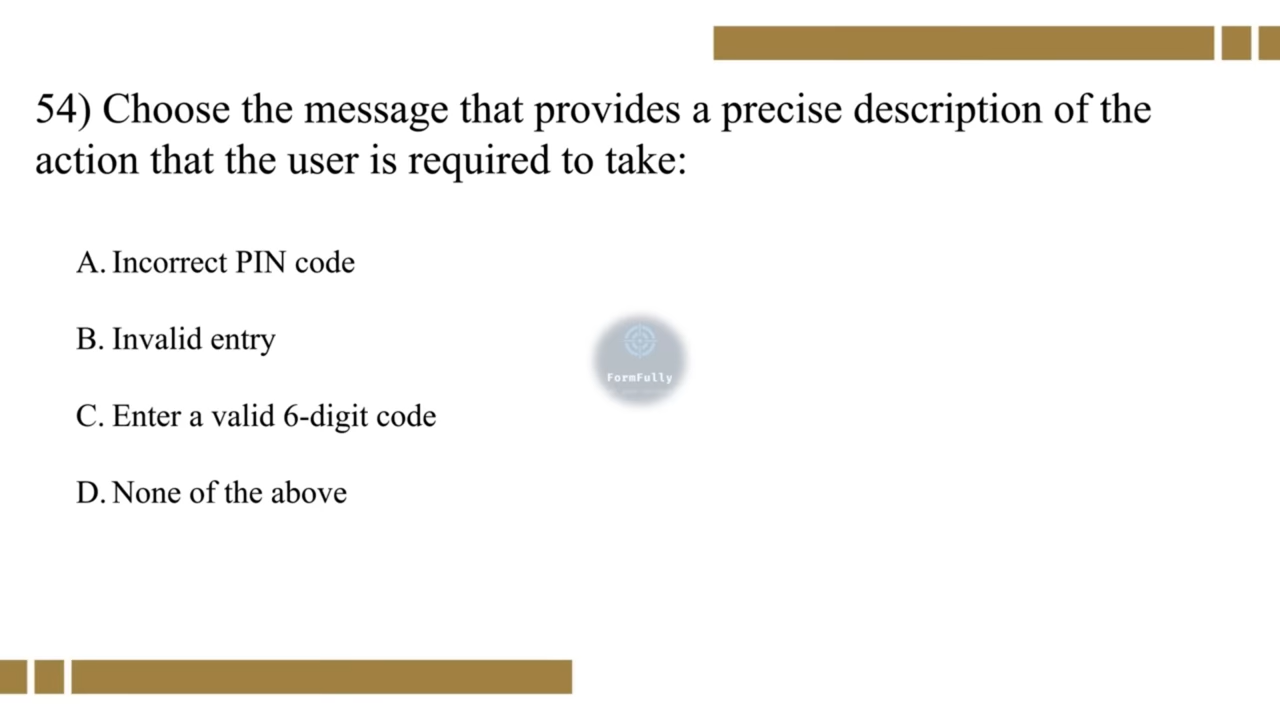 54) Choose the message that provides a precise description of the
action that the user is required to take:
A. Incorrect PIN code
B. Invalid entry
FormFully
C. Enter a valid 6-digit code
D. None of the above